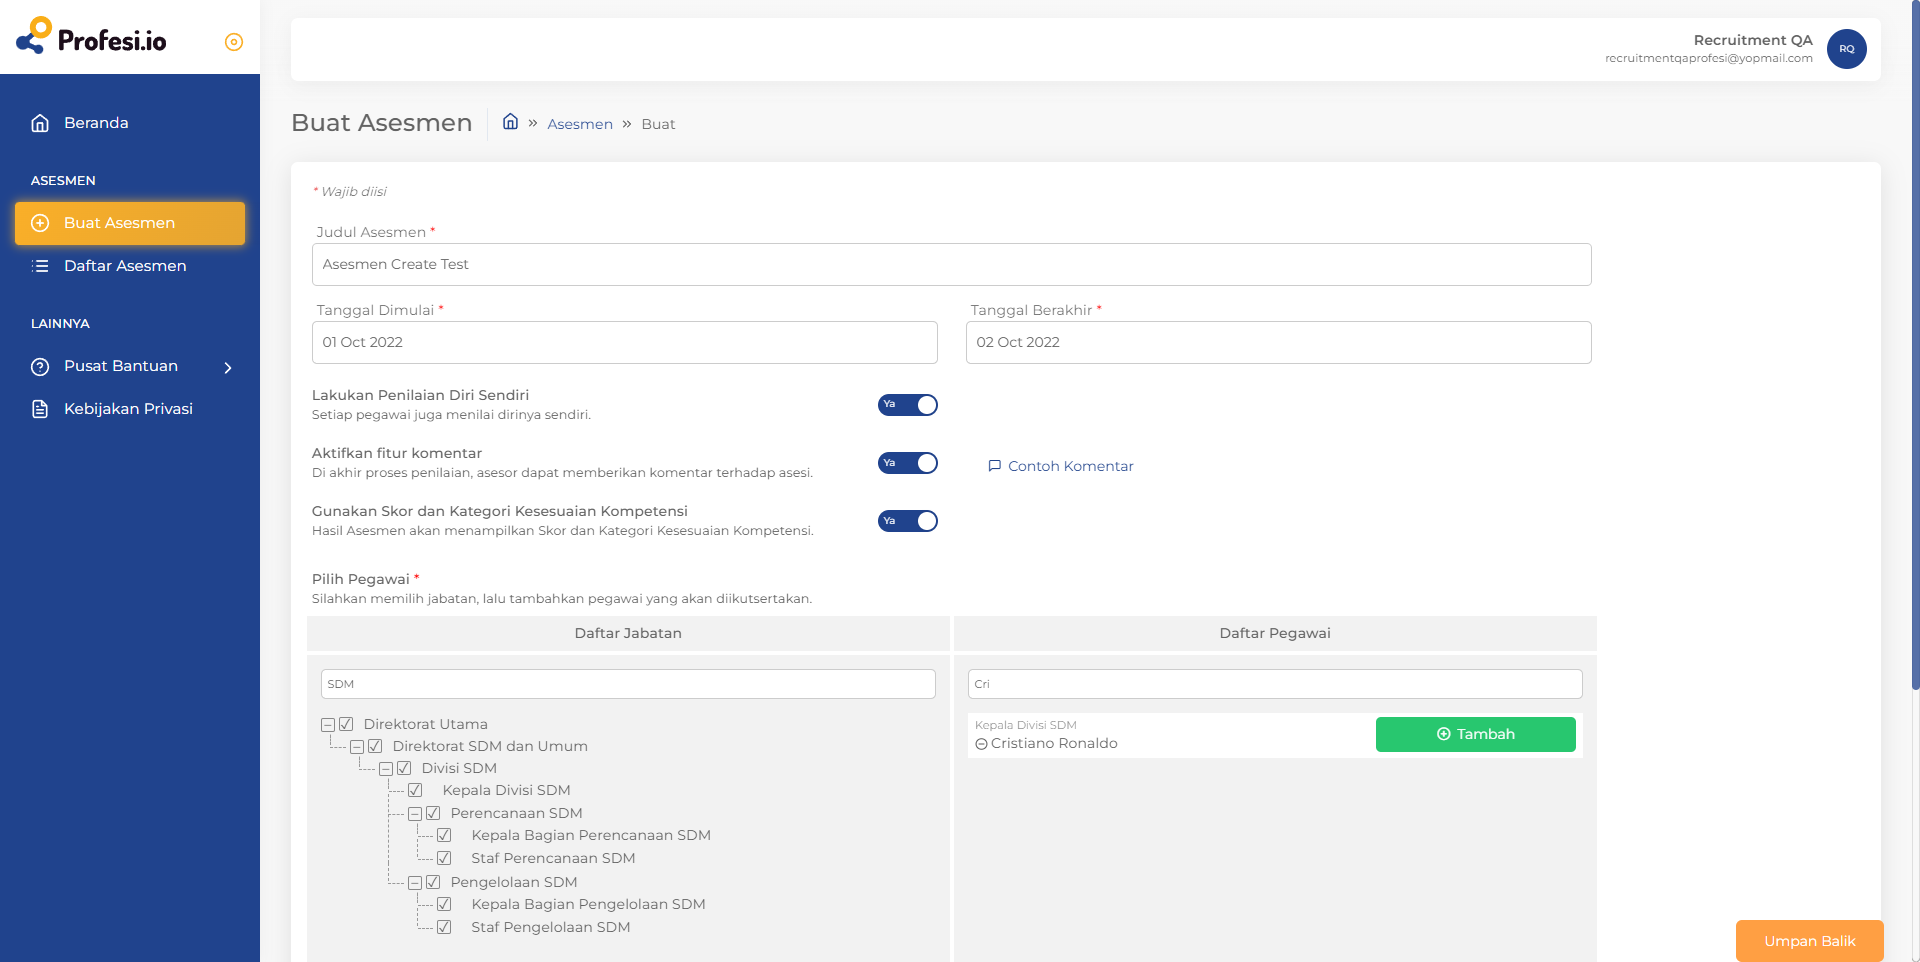 Profesi.io
Recruitment QA
recruitmentqaprofesi@yopmail.com
RQ
Beranda
ASESMEN
Buat Asesmen
Daftar Asesmen
LAINNYA
Pusat Bantuan
Kebijakan Privasi
Buat Asesmen
» Asesmen » Buat
* Wajib diisi
Judul Asesmen *
Asesmen Create Test
Tanggal Dimulai *
01 Oct 2022
Tanggal Berakhir *
02 Oct 2022
Lakukan Penilaian Diri Sendiri
Setiap pegawai juga menilai dirinya sendiri.
Ya
Aktifkan fitur komentar
Di akhir proses penilaian, asesor dapat memberikan komentar terhadap asesi.
Ya
Contoh Komentar
Gunakan Skor dan Kategori Kesesuaian Kompetensi
Hasil Asesmen akan menampilkan Skor dan Kategori Kesesuaian Kompetensi.
Ya
Pilih Pegawai *
Silahkan memilih jabatan, lalu tambahkan pegawai yang akan diikutsertakan.
Daftar Jabatan
SDM
Direktorat Utama
Direktorat SDM dan Umum
Divisi SDM
Kepala Divisi SDM
Perencanaan SDM
Kepala Bagian Perencanaan SDM
Staf Perencanaan SDM
Pengelolaan SDM
Kepala Bagian Pengelolaan SDM
Staf Pengelolaan SDM
Daftar Pegawai
Cri
Kepala Divisi SDM
Cristiano Ronaldo
Tambah
Umpan Balik